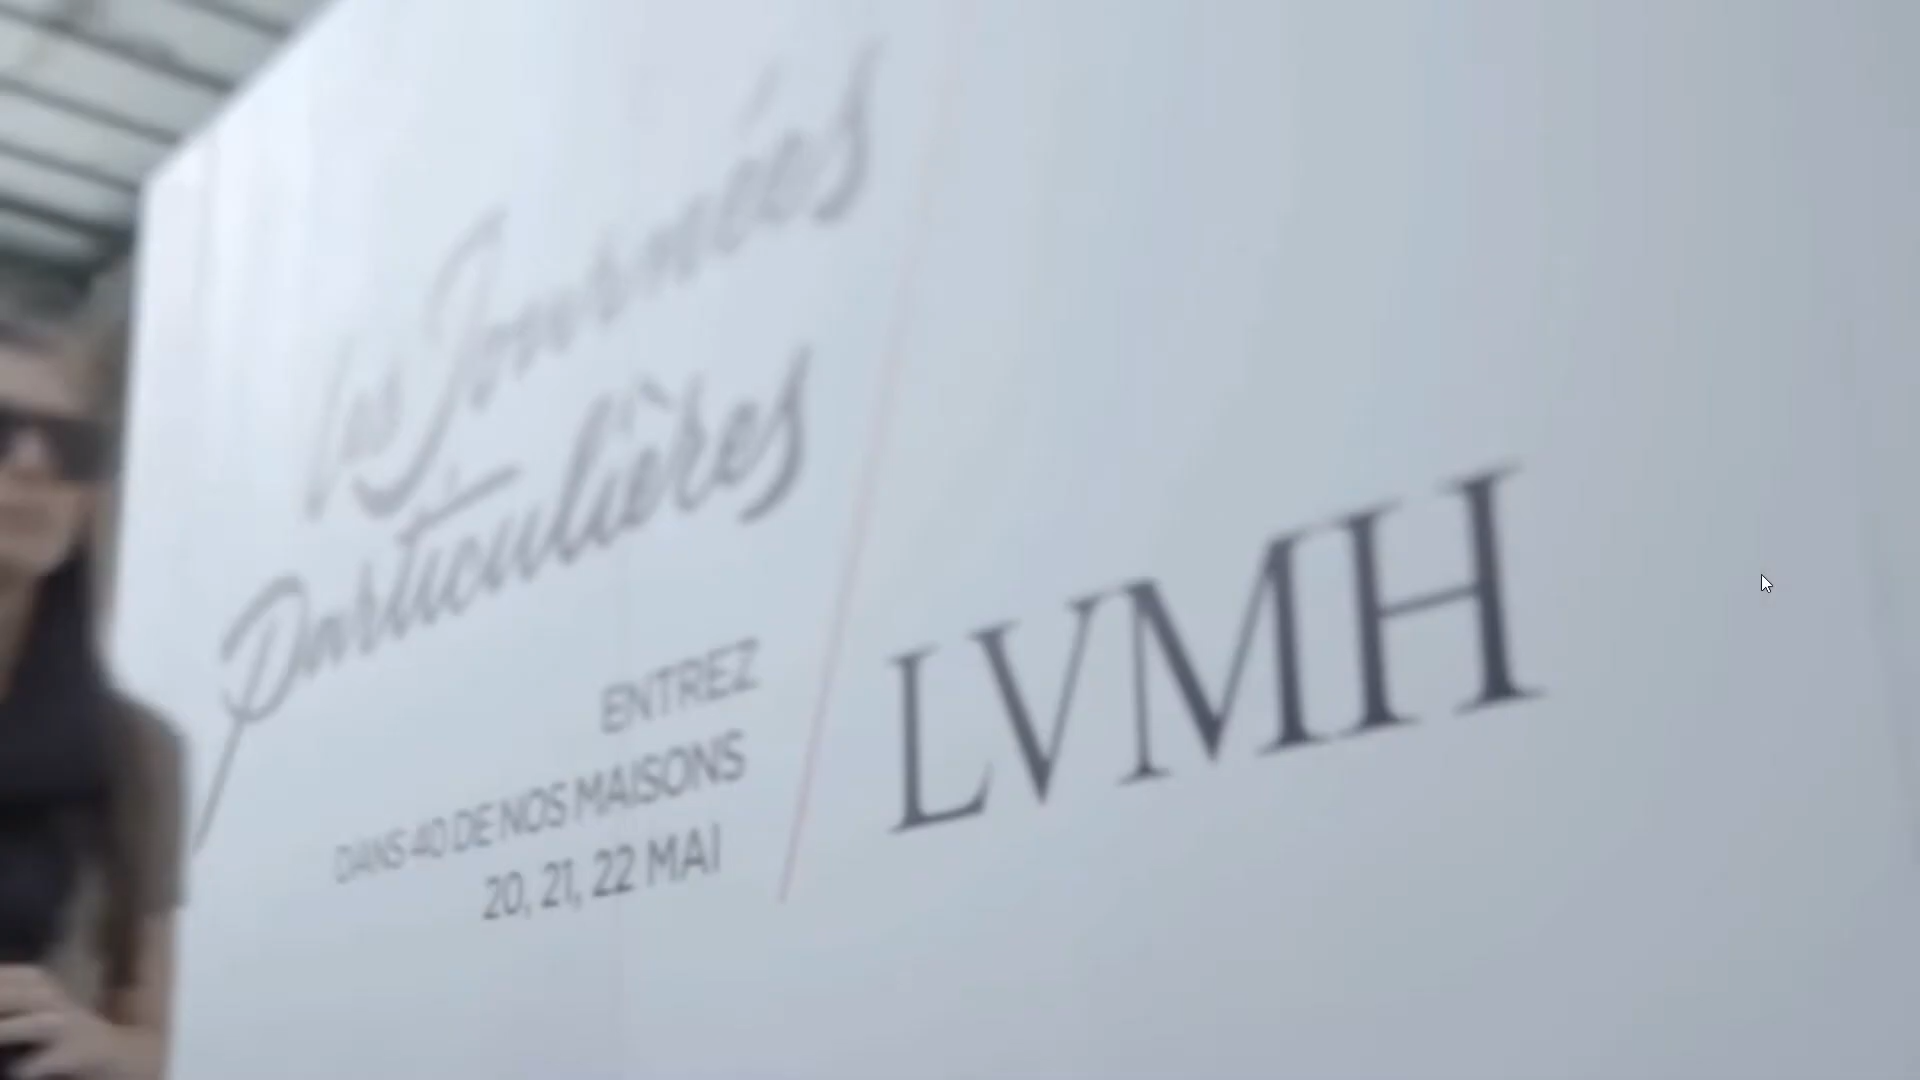 Les Journées
Particulières
ENTREZ
DANS 40 DE NOS MAISONS
20, 21, 22 MAI
LVMH